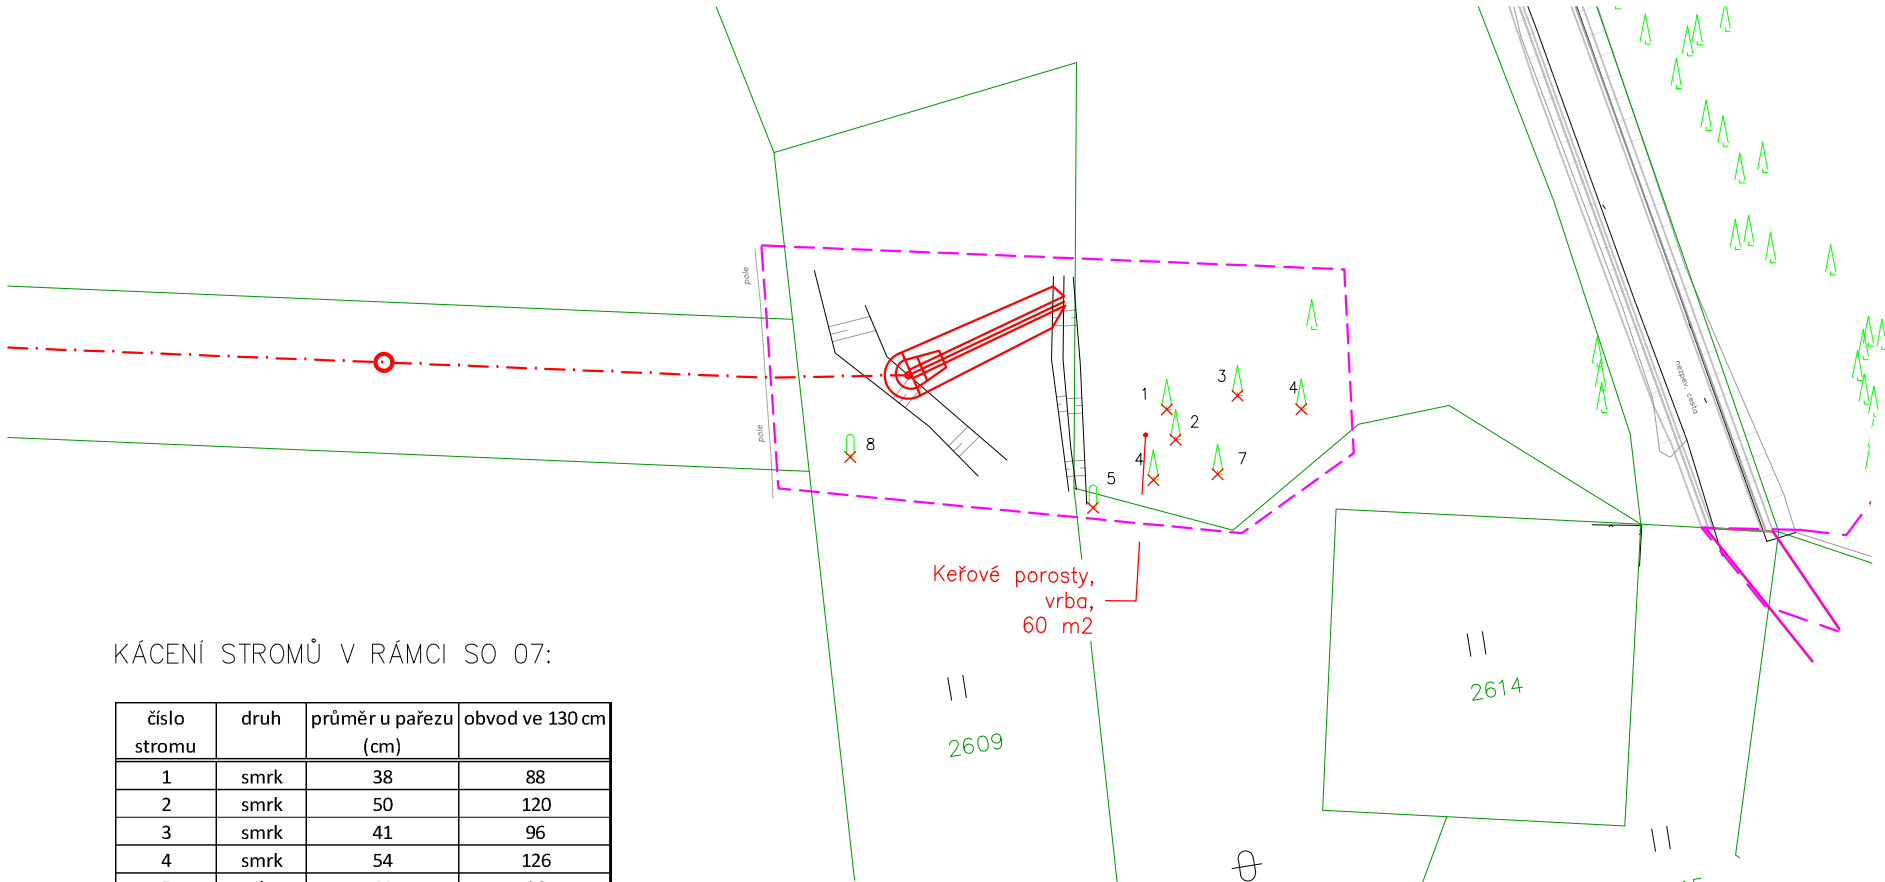 pole
pole
nezpev. cesta
1
3
4
2
4
7
5
8
Keřové porosty,
vrba,
60 m2
2614
2609
KÁCENÍ STROMŮ V RÁMCI SO 07:
číslo stromu druh průměr u pařezu (cm) obvod ve 130 cm
1 smrk 38 88
2 smrk 50 120
3 smrk 41 96
4 smrk 54 126